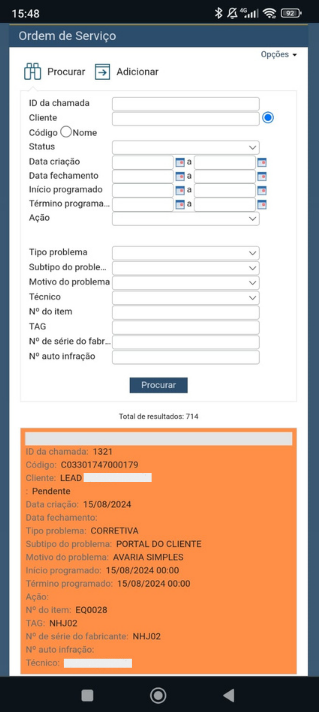 15:48
4G
92
Ordem de Serviço
Opções
Procurar Adicionar
ID da chamada
Cliente
Código Nome
Status
Data criação a
Data fechamento a
Início programado a
Término programa... a
Ação
Tipo problema
Subtipo do proble...
Motivo do problema
Técnico
Nº do item
TAG
Nº de série do fabr...
Nº auto infração
Procurar
Total de resultados: 714
ID da chamada: 1321
Código: C03301747000179
Cliente: LEAD
: Pendente
Data criação: 15/08/2024
Data fechamento:
Tipo problema: CORRETIVA
Subtipo do problema: PORTAL DO CLIENTE
Motivo do problema: AVARIA SIMPLES
Início programado: 15/08/2024 00:00
Término programado: 15/08/2024 00:00
Ação:
Nº do item: EQ0028
TAG: NHJ02
Nº de série do fabricante: NHJ02
Nº auto infração:
Técnico: